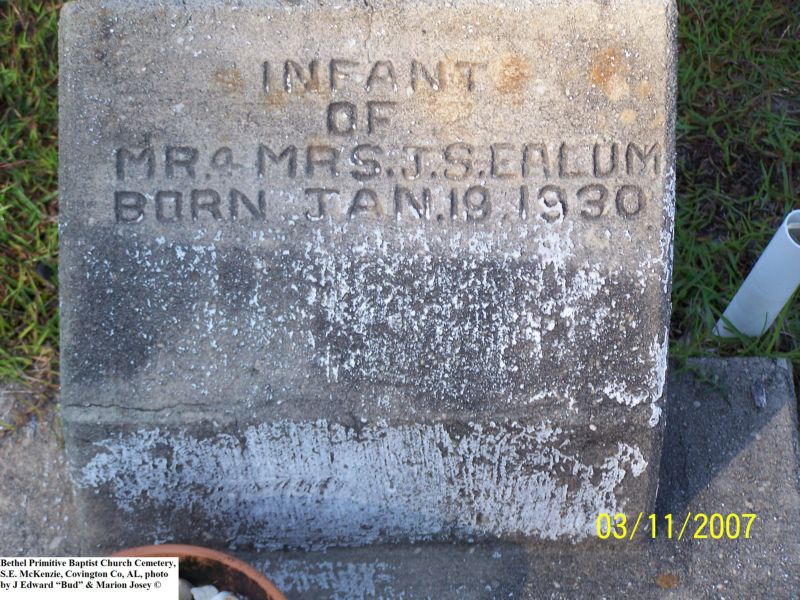 INFANT
OF
MR. & MRS. J. S. EALUM
BORN JAN. 19. 1930
03/11/2007
Bethel Primitive Baptist Church Cemetery,
S.E. McKenzie, Covington Co, AL, photo
by J Edward “Bud” & Marion Josey ©